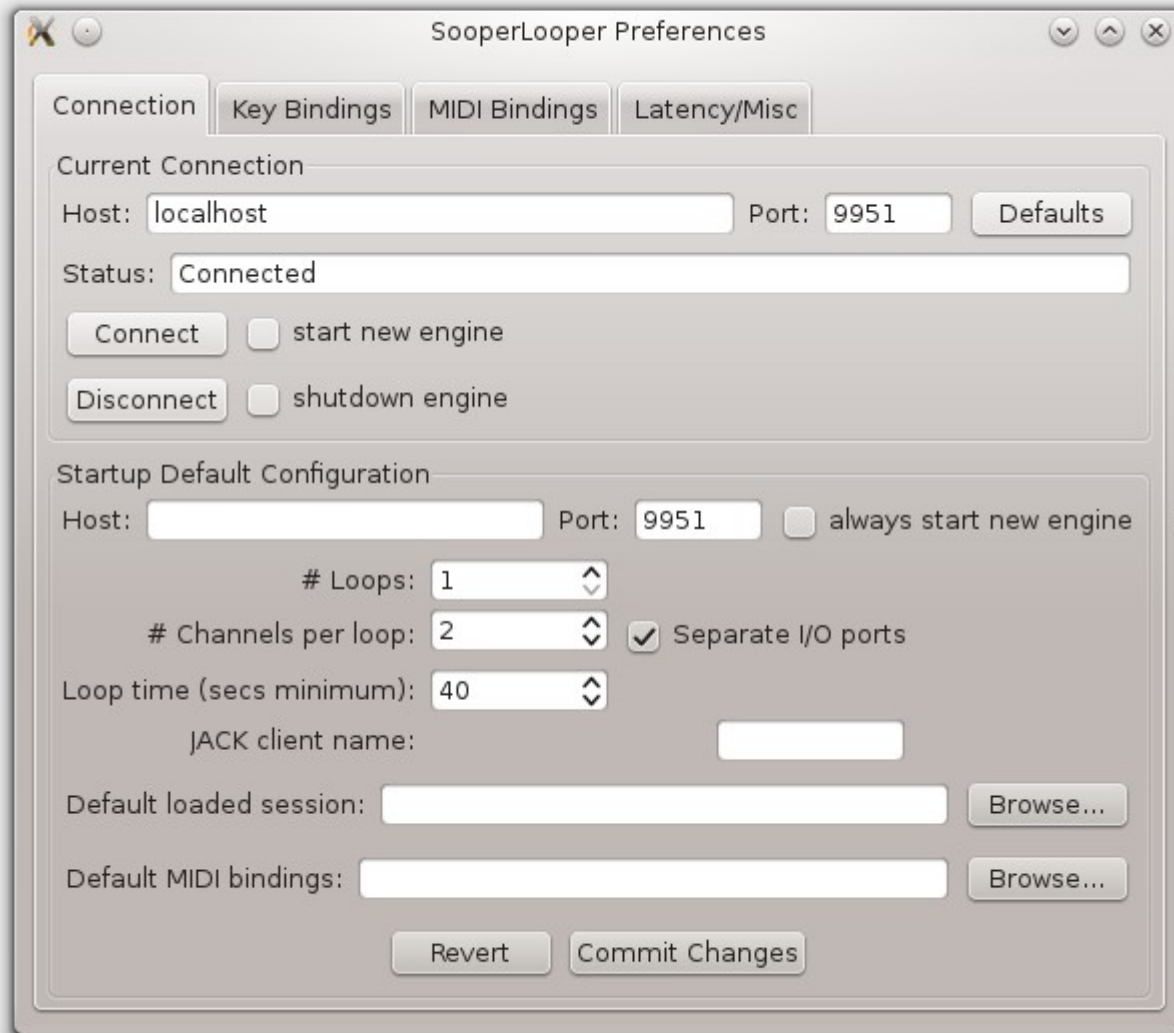 SooperLooper Preferences
Connection Key Bindings MIDI Bindings Latency/Misc
Current Connection
Host: localhost Port: 9951 Defaults
Status: Connected
Connect start new engine
Disconnect shutdown engine
Startup Default Configuration
Host: Port: 9951 always start new engine
# Loops: 1
# Channels per loop: 2 Separate I/O ports
Loop time (secs minimum): 40
JACK client name:
Default loaded session: Browse...
Default MIDI bindings: Browse...
Revert Commit Changes